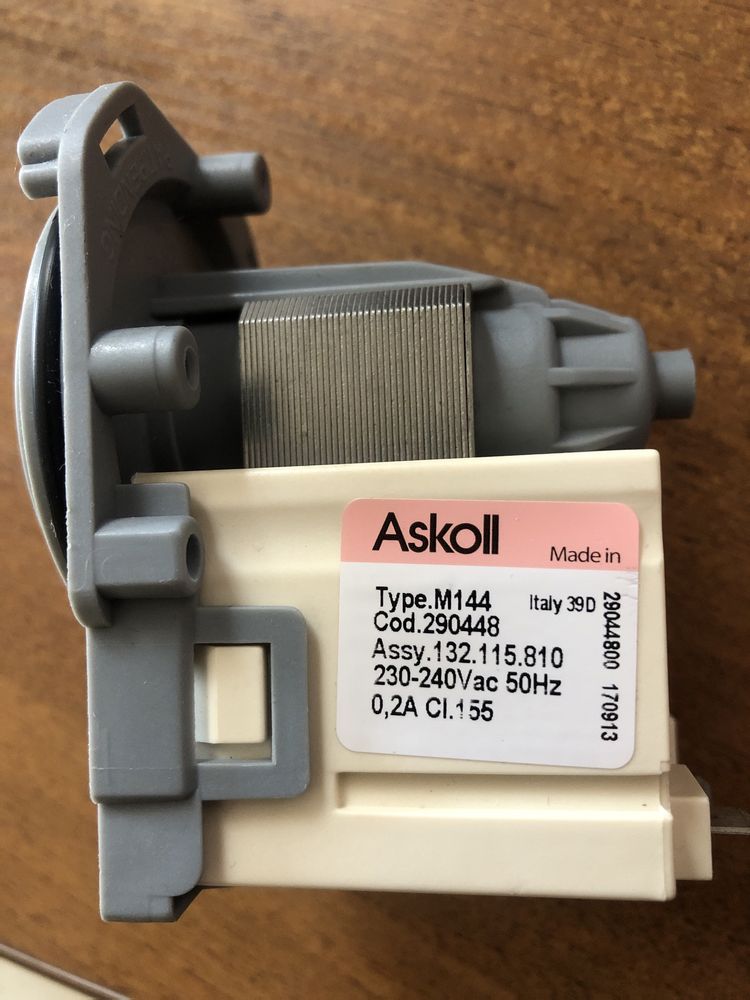 Askoll
Made in
Type.M144 Italy 39D
Cod.290448
Assy.132.115.810
230-240Vac 50Hz
0,2A Cl.155
29044800 170913